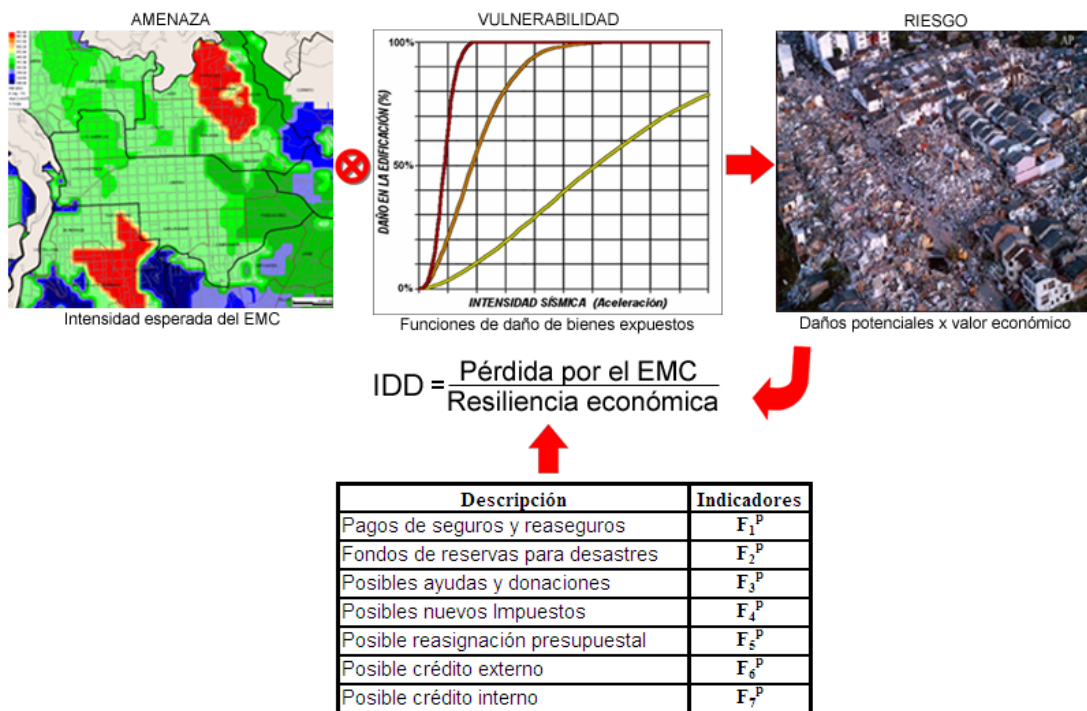 AMENAZA
VULNERABILIDAD
RIESGO
100%
50%
0%
DAÑO EN LA EDIFICACIÓN (%)
INTENSIDAD SÍSMICA (Aceleración)
AP
Intensidad esperada del EMC
Funciones de daño de bienes expuestos
Daños potenciales x valor económico
IDD = Pérdida por el EMC
Resiliencia económica
Descripción Indicadores
Pagos de seguros y reaseguros F₁ᵖ
Fondos de reservas para desastres F₂ᵖ
Posibles ayudas y donaciones F₃ᵖ
Posibles nuevos Impuestos F₄ᵖ
Posible reasignación presupuestal F₅ᵖ
Posible crédito externo F₆ᵖ
Posible crédito interno F₇ᵖ